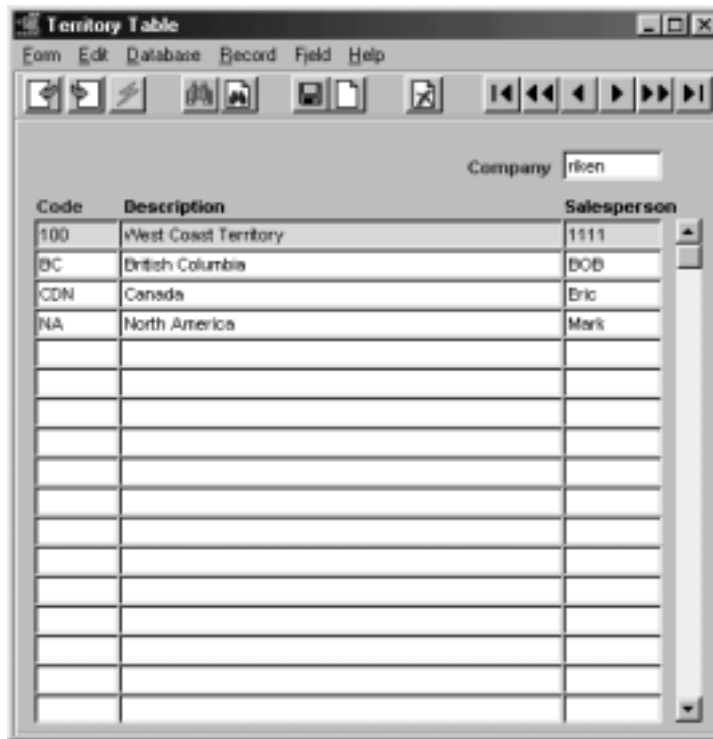 Territory Table
Form Edit Database Record Field Help
Company riken
Code Description Salesperson
100 West Coast Territory 1111
BC British Columbia BOB
CDN Canada Eric
NA North America Mark